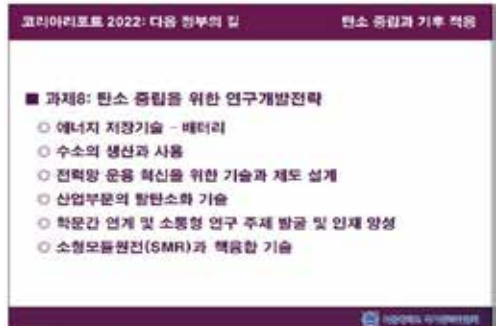 코리아리포트 2022: 다음 정부의 길 탄소 중립과 기후 적응
■ 과제8: 탄소 중립을 위한 연구개발전략
○ 에너지 저장기술 - 배터리
○ 수소의 생산과 사용
○ 전력망 운용 혁신을 위한 기술과 제도 설계
○ 산업부문의 탈탄소화 기술
○ 학문간 연계 및 소통형 연구 주제 발굴 및 인재 양성
○ 소형모듈원전(SMR)과 핵융합 기술